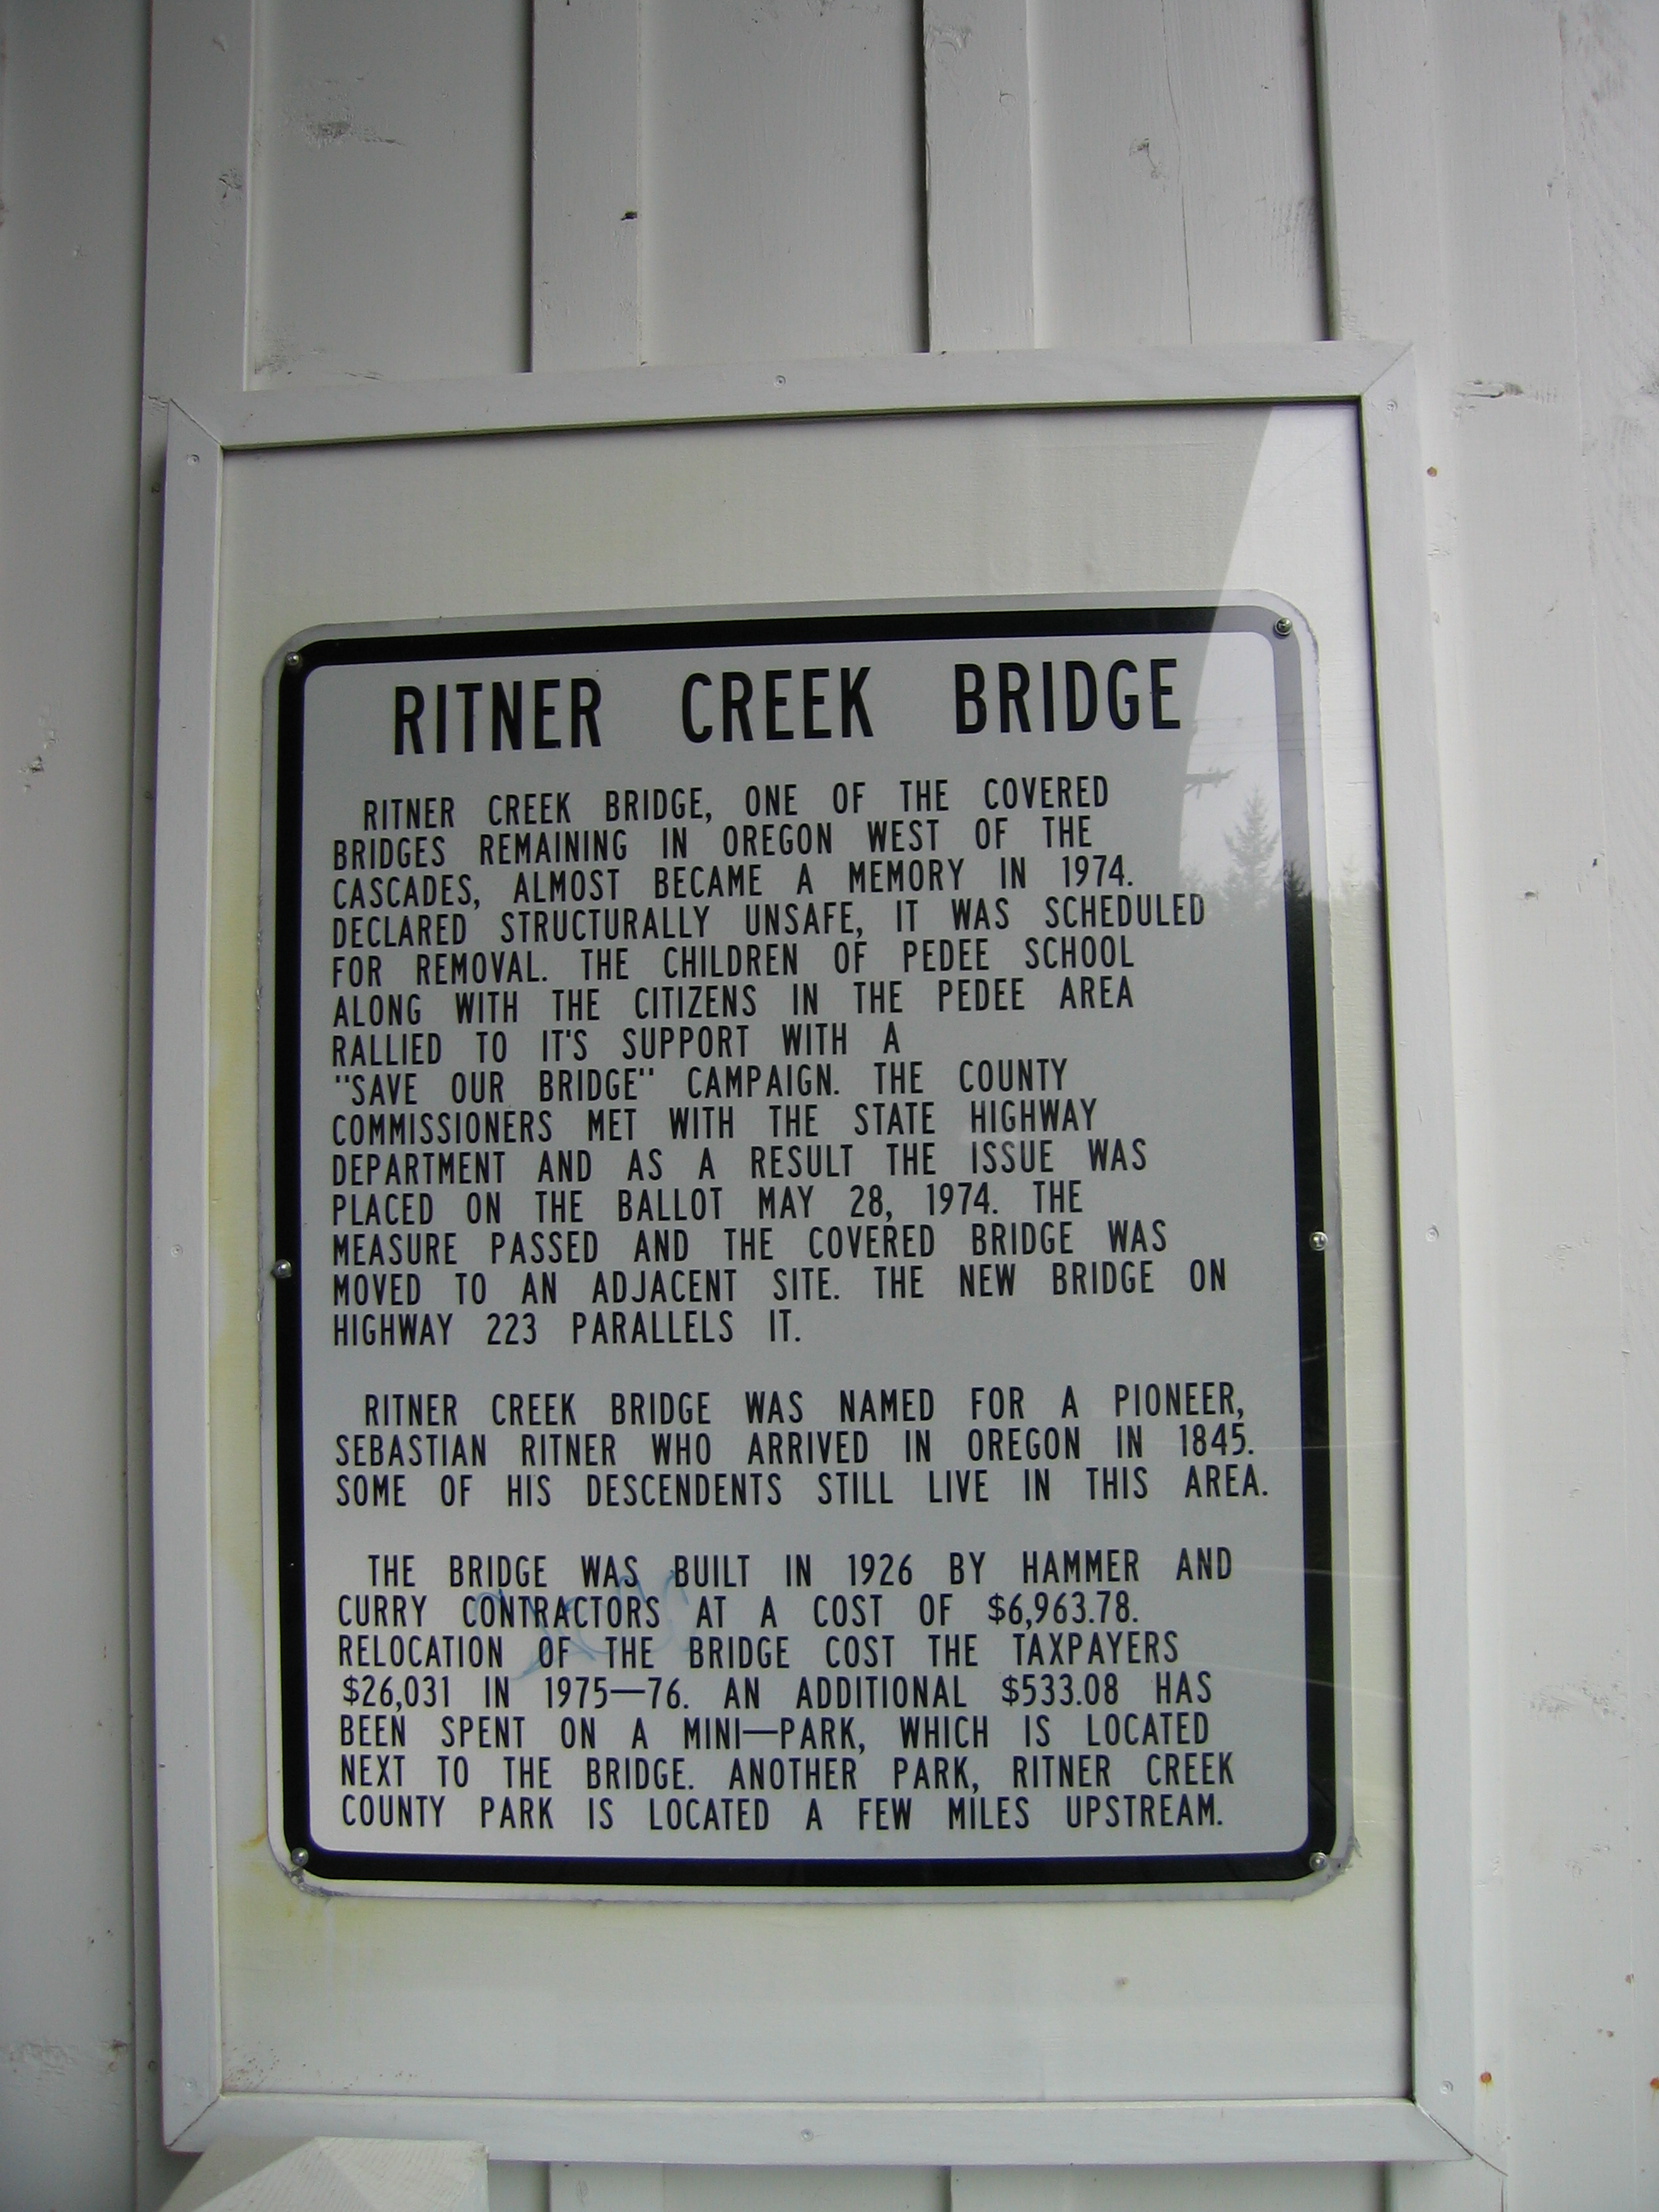 RITNER CREEK BRIDGE
RITNER CREEK BRIDGE, ONE OF THE COVERED
BRIDGES REMAINING IN OREGON WEST OF THE
CASCADES, ALMOST BECAME A MEMORY IN 1974.
DECLARED STRUCTURALLY UNSAFE, IT WAS SCHEDULED
FOR REMOVAL. THE CHILDREN OF PEDEE SCHOOL
ALONG WITH THE CITIZENS IN THE PEDEE AREA
RALLIED TO IT'S SUPPORT WITH A
"SAVE OUR BRIDGE" CAMPAIGN. THE COUNTY
COMMISSIONERS MET WITH THE STATE HIGHWAY
DEPARTMENT AND AS A RESULT THE ISSUE WAS
PLACED ON THE BALLOT MAY 28, 1974. THE
MEASURE PASSED AND THE COVERED BRIDGE WAS
MOVED TO AN ADJACENT SITE. THE NEW BRIDGE ON
HIGHWAY 223 PARALLELS IT.
RITNER CREEK BRIDGE WAS NAMED FOR A PIONEER,
SEBASTIAN RITNER WHO ARRIVED IN OREGON IN 1845.
SOME OF HIS DESCENDENTS STILL LIVE IN THIS AREA.
THE BRIDGE WAS BUILT IN 1926 BY HAMMER AND
CURRY CONTRACTORS AT A COST OF $6,963.78.
RELOCATION OF THE BRIDGE COST THE TAXPAYERS
$26,031 IN 1975—76. AN ADDITIONAL $533.08 HAS
BEEN SPENT ON A MINI—PARK, WHICH IS LOCATED
NEXT TO THE BRIDGE. ANOTHER PARK, RITNER CREEK
COUNTY PARK IS LOCATED A FEW MILES UPSTREAM.